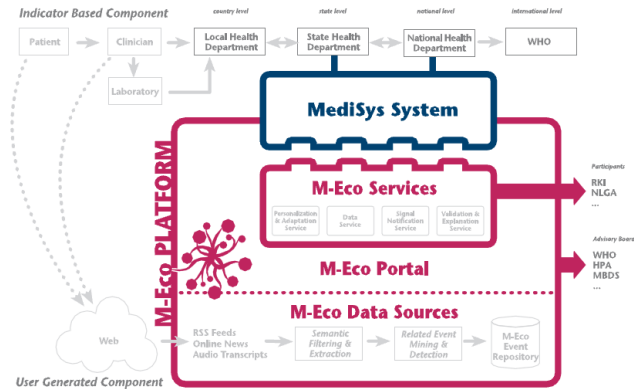 Indicator Based Component
country level
state level
notional level
international level
Patient
Clinician
Local Health
Department
State Health
Department
National Health
Department
WHO
Laboratory
MediSys System
M-Eco PLATFORM
M-Eco Services
Personalization
& Adaptation
Service
Data
Service
Signal
Notification
Service
Validation &
Explanation
Service
Participants
RKI
NLGA
...
M-Eco Portal
Advisory Board
WHO
HPA
MBDS
...
M-Eco Data Sources
Web
RSS Feeds
Online News
Audio Transcripts
Semantic
Filtering &
Extraction
Related Event
Mining &
Detection
M-Eco
Event
Repository
User Generated Component